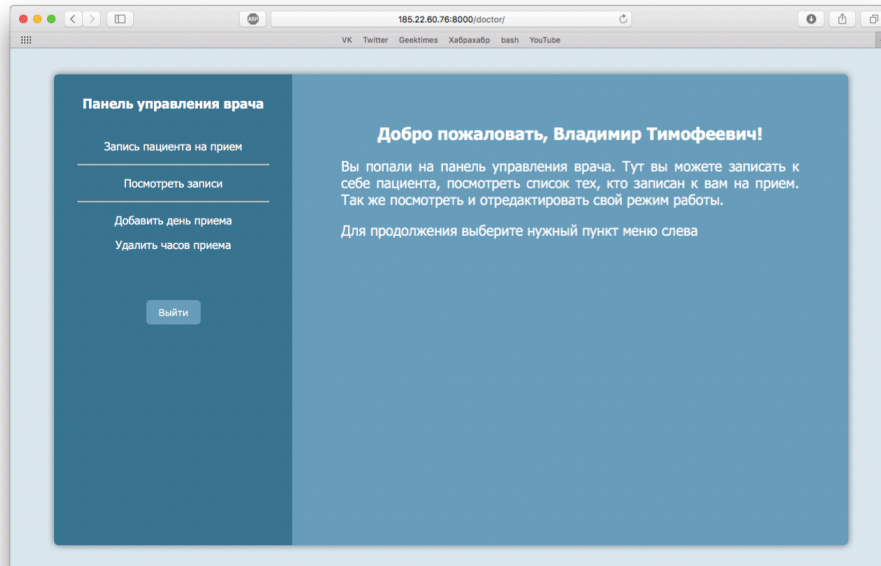 ABP
185.22.60.76:8000/doctor/
VK Twitter Geektimes Хабрахабр bash YouTube
Панель управления врача
Запись пациента на прием
Посмотреть записи
Добавить день приема
Удалить часов приема
Выйти
Добро пожаловать, Владимир Тимофеевич!
Вы попали на панель управления врача. Тут вы можете записать к
себе пациента, посмотреть список тех, кто записан к вам на прием.
Так же посмотреть и отредактировать свой режим работы.
Для продолжения выберите нужный пункт меню слева